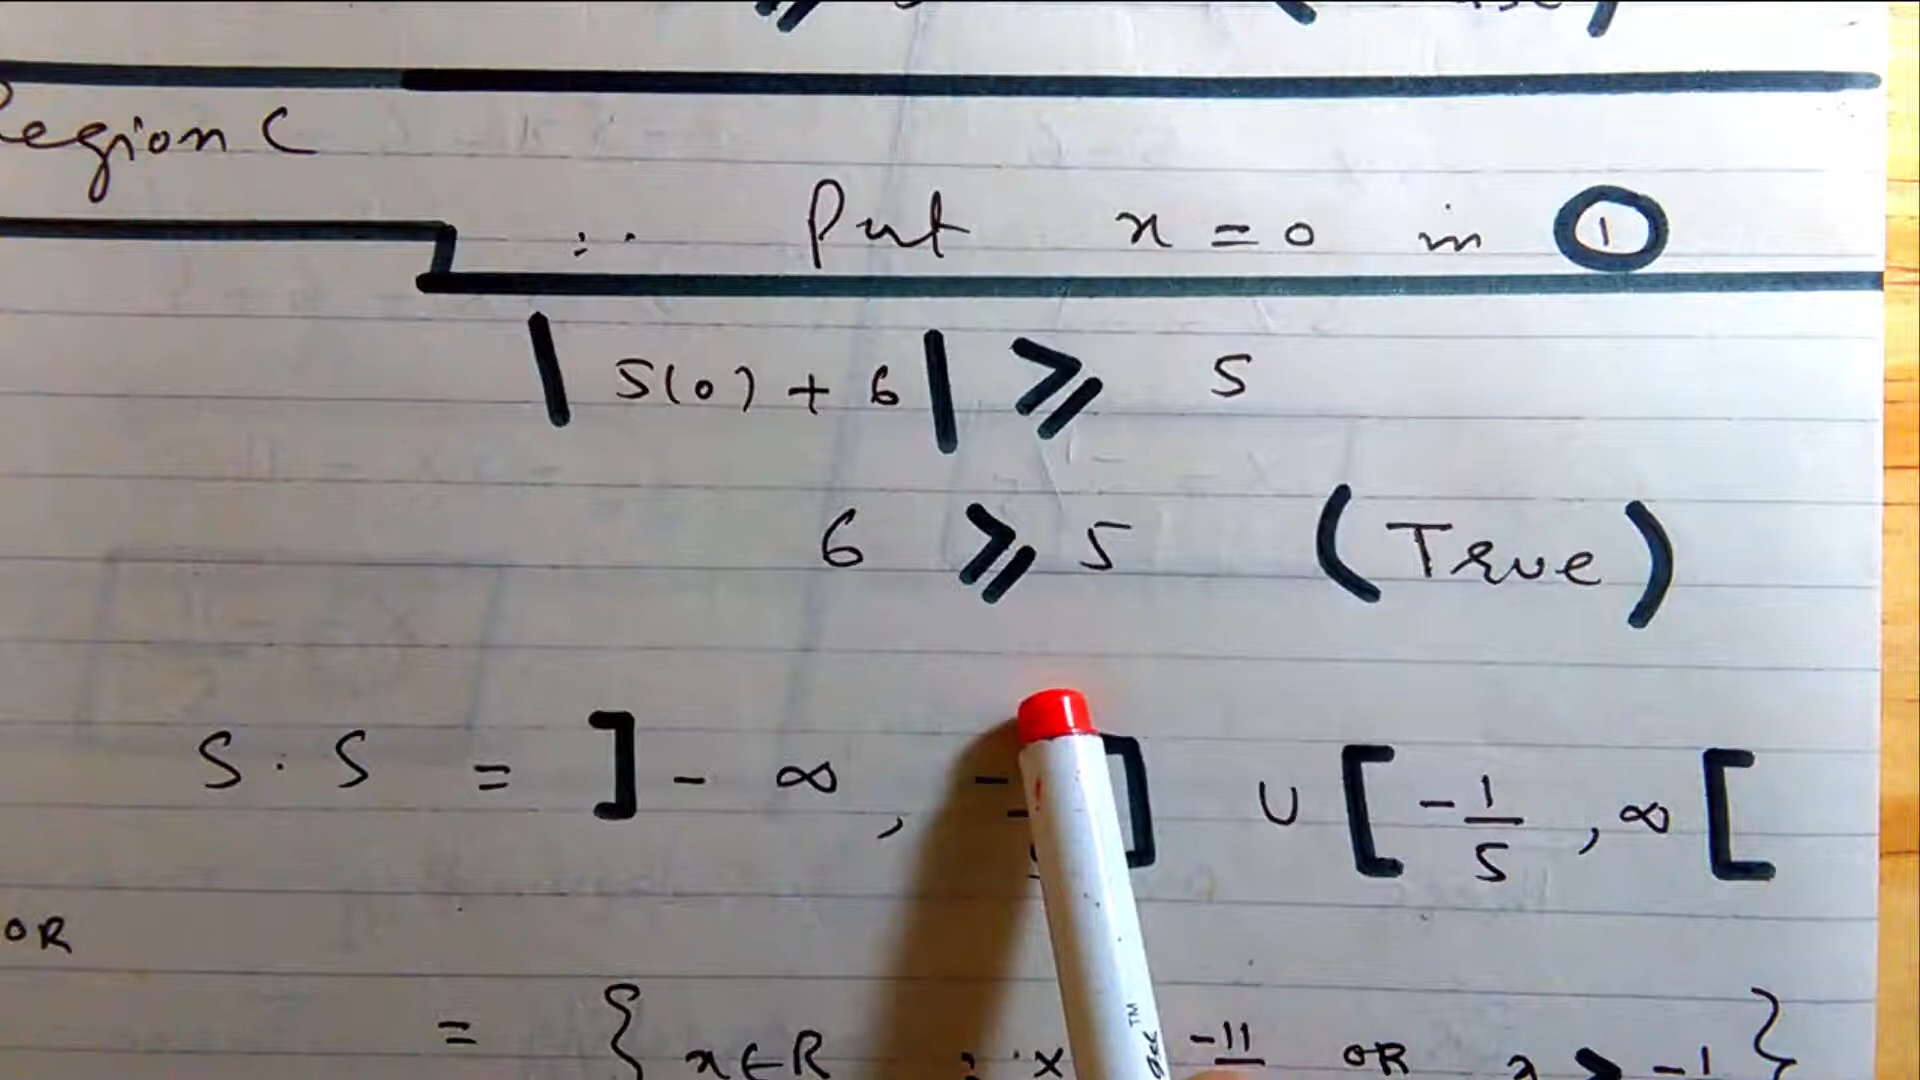 Region C
∴ Put x = 0 in ①
| 5(0) + 6 | ⩾ 5
6 ⩾ 5 (True)
S.S = ] - ∞ , - ] ∪ [ -1/5 , ∞ [
OR
= { x ∈ R : x -11 OR x > -1 }